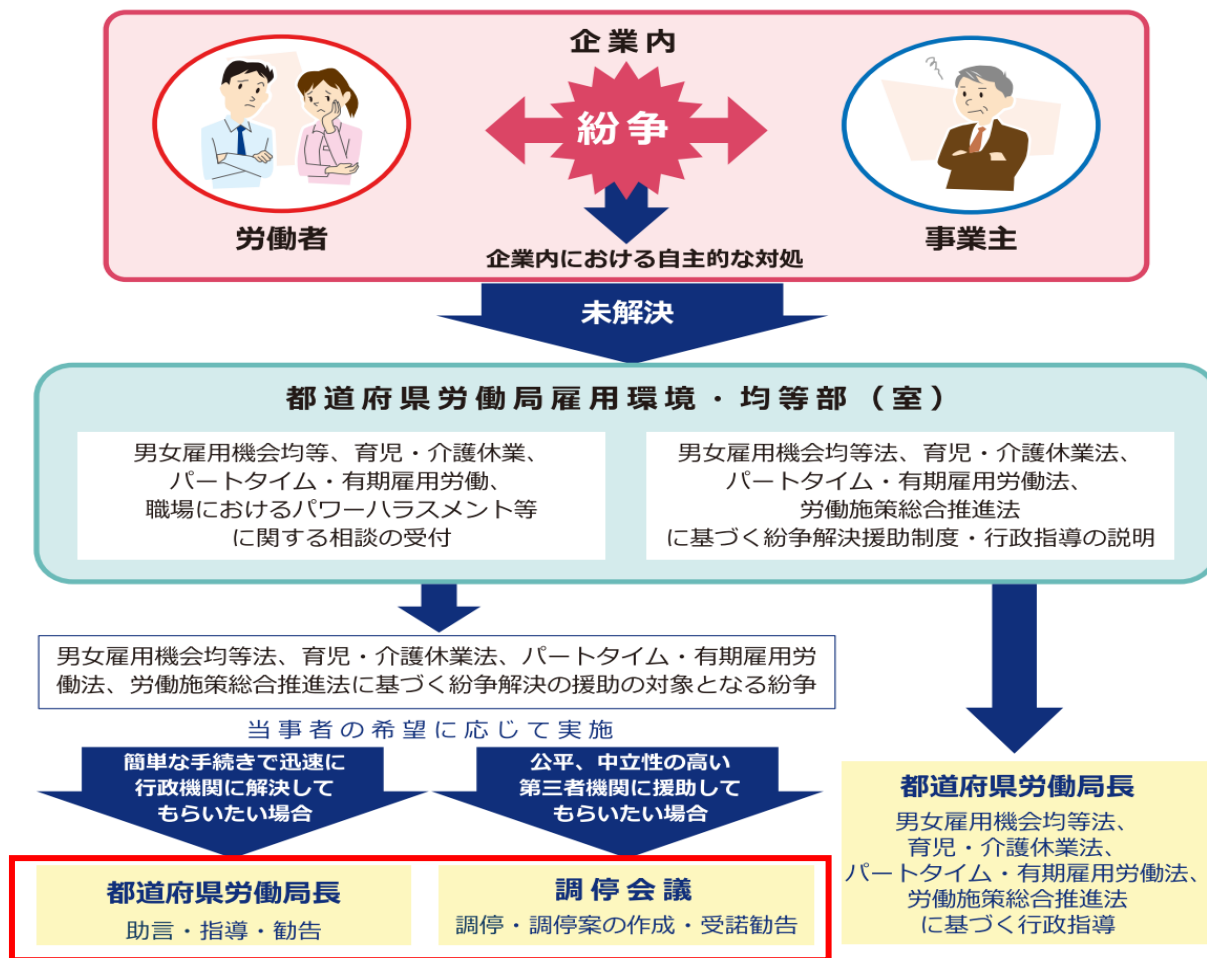 企業内
紛争
労働者
事業主
企業内における自主的な対処
未解決
都道府県労働局雇用環境・均等部（室）
男女雇用機会均等、育児・介護休業、
パートタイム・有期雇用労働、
職場におけるパワーハラスメント等
に関する相談の受付
男女雇用機会均等法、育児・介護休業法、
パートタイム・有期雇用労働法、
労働施策総合推進法
に基づく紛争解決援助制度・行政指導の説明
男女雇用機会均等法、育児・介護休業法、パートタイム・有期雇用労
働法、労働施策総合推進法に基づく紛争解決の援助の対象となる紛争
当事者の希望に応じて実施
簡単な手続きで迅速に
行政機関に解決して
もらいたい場合
公平、中立性の高い
第三者機関に援助して
もらいたい場合
都道府県労働局長
助言・指導・勧告
調停会議
調停・調停案の作成・受諾勧告
都道府県労働局長
男女雇用機会均等法、
育児・介護休業法、
パートタイム・有期雇用労働法、
労働施策総合推進法
に基づく行政指導